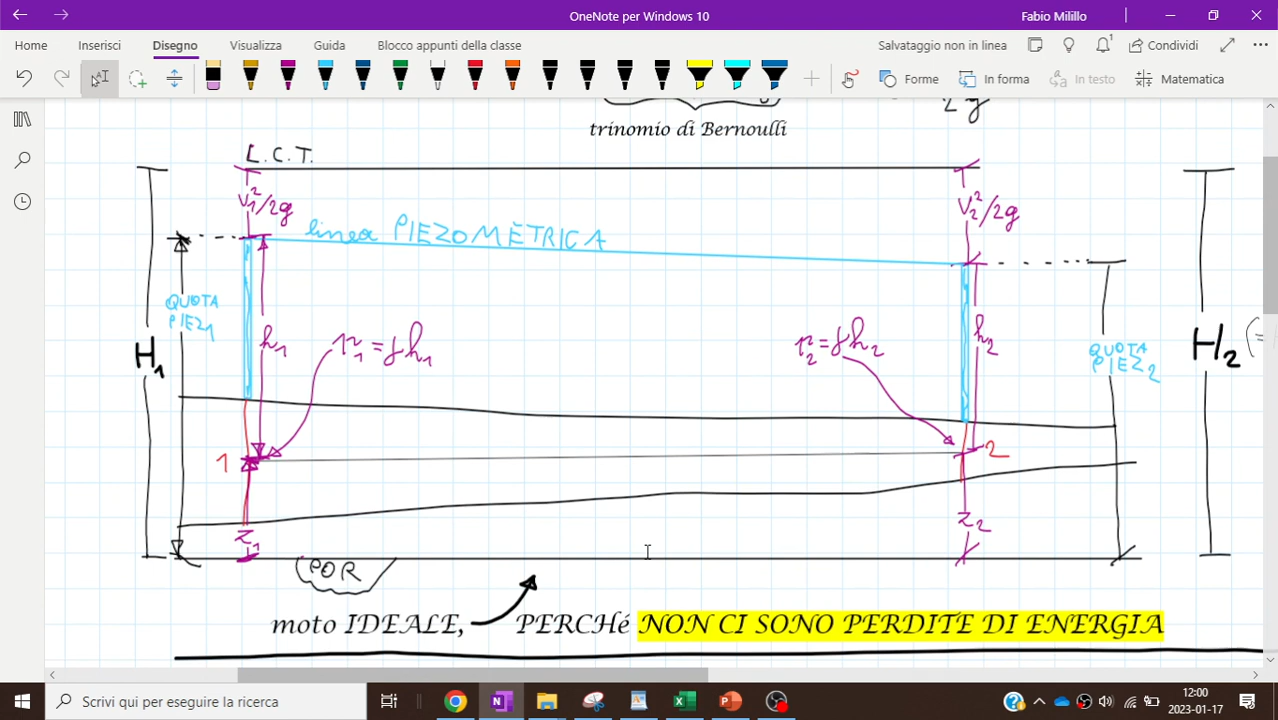 OneNote per Windows 10
Fabio Milillo
Home Inserisci Disegno Visualizza Guida Blocco appunti della classe
Salvataggio non in linea Condividi
Forme In forma In testo Matematica
2g
trinomio di Bernoulli
L.C.T.
V₁²/2g
V₂²/2g
linea PIEZOMETRICA
QUOTA
PIEZ₁
h₁
p₁=γh₁
p₂=γh₂
h₂
H₁
QUOTA
PIEZ₂
H₂(=
1
2
z₁
z₂
POR
moto IDEALE, PERCHé NON CI SONO PERDITE DI ENERGIA
Scrivi qui per eseguire la ricerca
12:00
2023-01-17